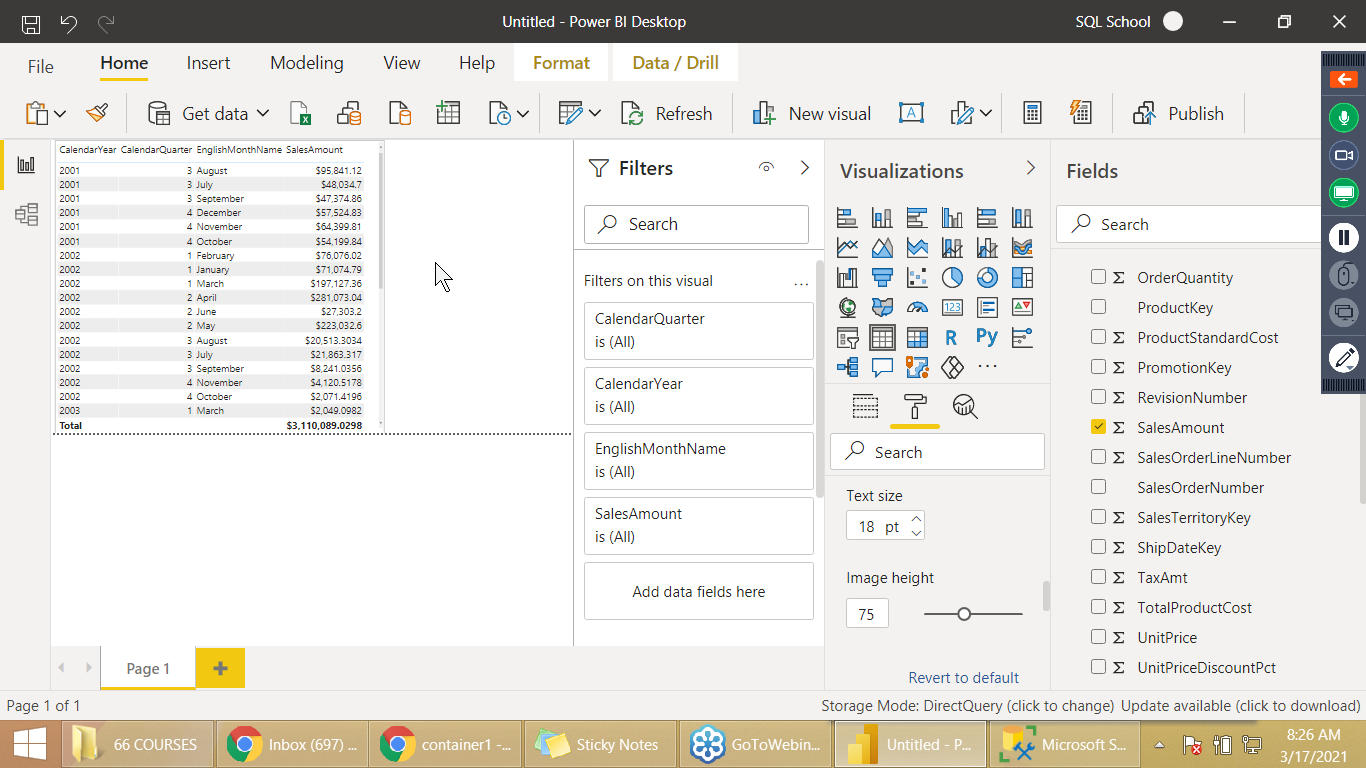 Untitled - Power BI Desktop
SQL School
File Home Insert Modeling View Help Format Data / Drill
Get data Refresh New visual Publish
CalendarYear CalendarQuarter EnglishMonthName SalesAmount
2001 3 August $95,841.12
2001 3 July $48,034.7
2001 3 September $47,374.86
2001 4 December $57,524.83
2001 4 November $64,399.81
2001 4 October $54,199.84
2002 1 February $76,076.02
2002 1 January $71,074.79
2002 1 March $197,127.36
2002 2 April $281,073.04
2002 2 June $27,303.2
2002 2 May $223,032.6
2002 3 August $20,513.3034
2002 3 July $21,863.317
2002 3 September $8,241.0356
2002 4 November $4,120.5178
2002 4 October $2,071.4196
2003 1 March $2,049.0982
Total $3,110,089.0298
Filters
Search
Filters on this visual ...
CalendarQuarter
is (All)
CalendarYear
is (All)
EnglishMonthName
is (All)
SalesAmount
is (All)
Add data fields here
Visualizations
123
R Py
...
Search
Text size
18 pt
Image height
75
Revert to default
Fields
Search
Σ OrderQuantity
ProductKey
Σ ProductStandardCost
Σ PromotionKey
Σ RevisionNumber
Σ SalesAmount
Σ SalesOrderLineNumber
SalesOrderNumber
Σ SalesTerritoryKey
Σ ShipDateKey
Σ TaxAmt
Σ TotalProductCost
Σ UnitPrice
Σ UnitPriceDiscountPct
Page 1 +
Page 1 of 1
Storage Mode: DirectQuery (click to change) Update available (click to download)
66 COURSES Inbox (697) ... container1 -... Sticky Notes GoToWebin... Untitled - P... Microsoft S...
8:26 AM
3/17/2021